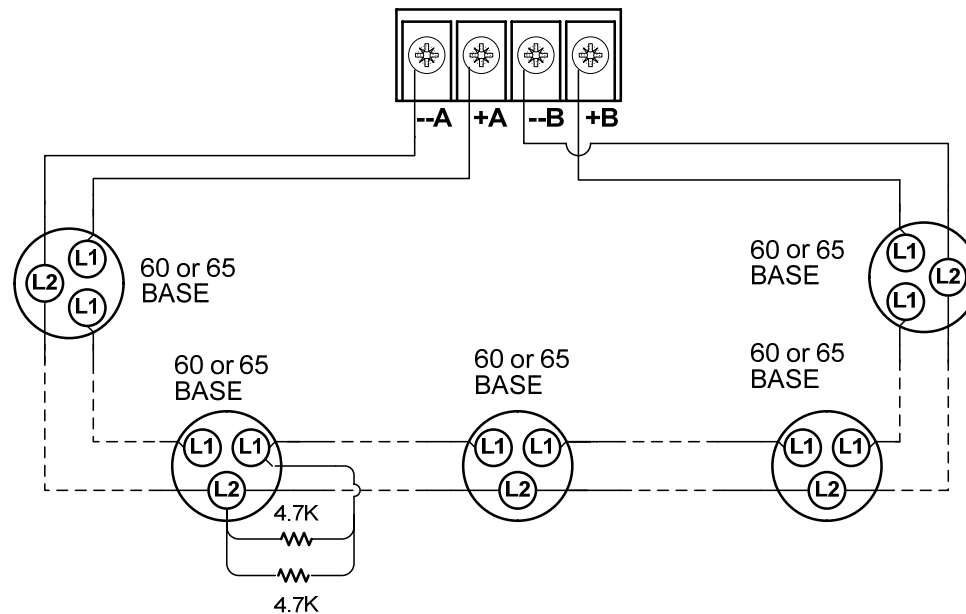 --A +A --B +B
L1
L2
L1
60 or 65
BASE
60 or 65
BASE
L1
L2
L1
60 or 65
BASE
60 or 65
BASE
60 or 65
BASE
L1 L1
L2
L1 L1
L2
L1 L1
L2
4.7K
4.7K